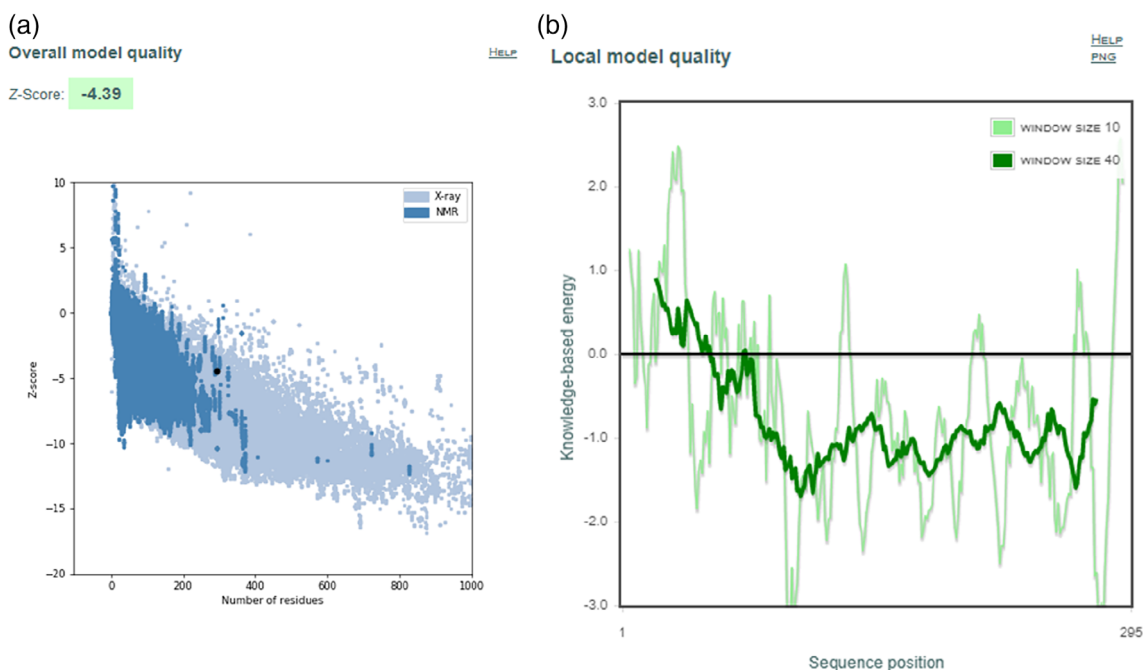 (a)
Overall model quality
HELP
Z-Score: -4.39
X-ray
NMR
10
5
0
−5
−10
−15
−20
Z-score
0 200 400 600 800 1000
Number of residues
(b)
Local model quality
HELP
PNG
WINDOW SIZE 10
WINDOW SIZE 40
3.0
2.0
1.0
0.0
-1.0
-2.0
-3.0
Knowledge-based energy
1 295
Sequence position